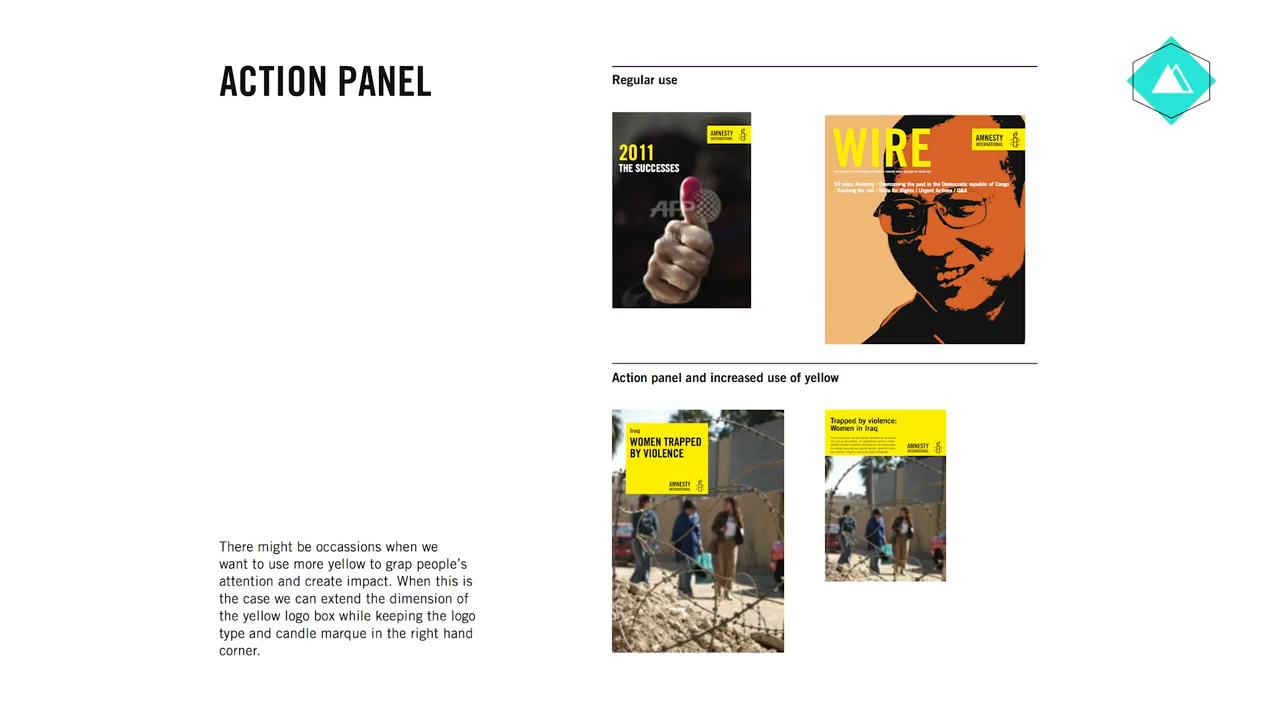 ACTION PANEL
There might be occassions when we
want to use more yellow to grap people's
attention and create impact. When this is
the case we can extend the dimension of
the yellow logo box while keeping the logo
type and candle marque in the right hand
corner.
Regular use
AMNESTY
INTERNATIONAL
2011
THE SUCCESSES
AFP
WIRE
AMNESTY
INTERNATIONAL
50 years Amnesty / Overcoming the past in the Democratic republic of Congo
/ Banning the veil / Write for Rights / Urgent Actions / Q&A
Action panel and increased use of yellow
Iraq
WOMEN TRAPPED
BY VIOLENCE
AMNESTY
INTERNATIONAL
Trapped by violence:
Women in Iraq
AMNESTY
INTERNATIONAL